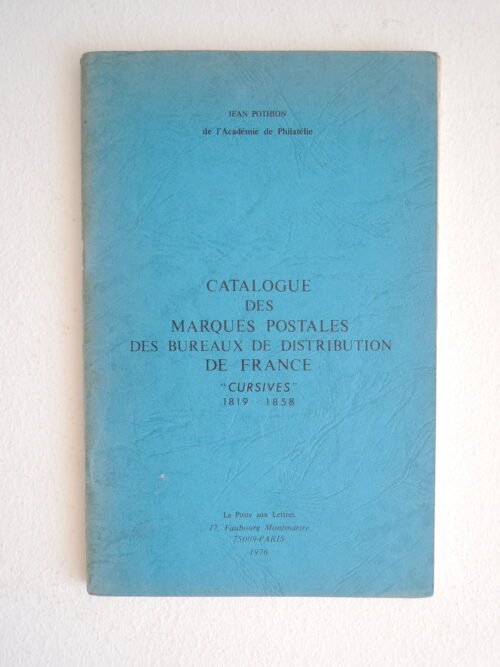 JEAN POTHION
de l'Académie de Philatélie
CATALOGUE
DES
MARQUES POSTALES
DES BUREAUX DE DISTRIBUTION
DE FRANCE
"CURSIVES"
1819 - 1858
La Poste aux Lettres
17, Faubourg Montmartre
75009-PARIS
1976